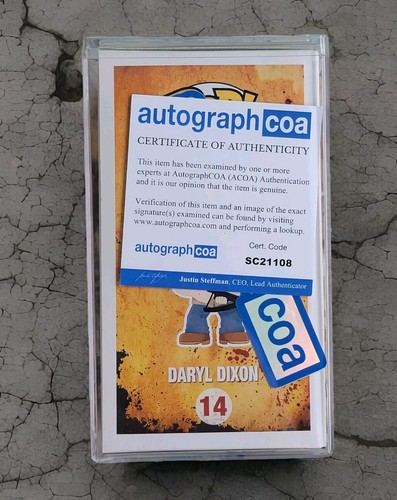 autographcoa
CERTIFICATE OF AUTHENTICITY
This item has been examined by one or more
experts at AutographCOA (ACOA) Authentication
and it is our opinion that the item is genuine.
Verification of this item and an image of the exact
signature(s) examined can be found by visiting
www.autographcoa.com and performing a lookup.
autographcoa
Cert. Code
SC21108
Justin Steffman, CEO, Lead Authenticator
coa
DARYL DIXON
14